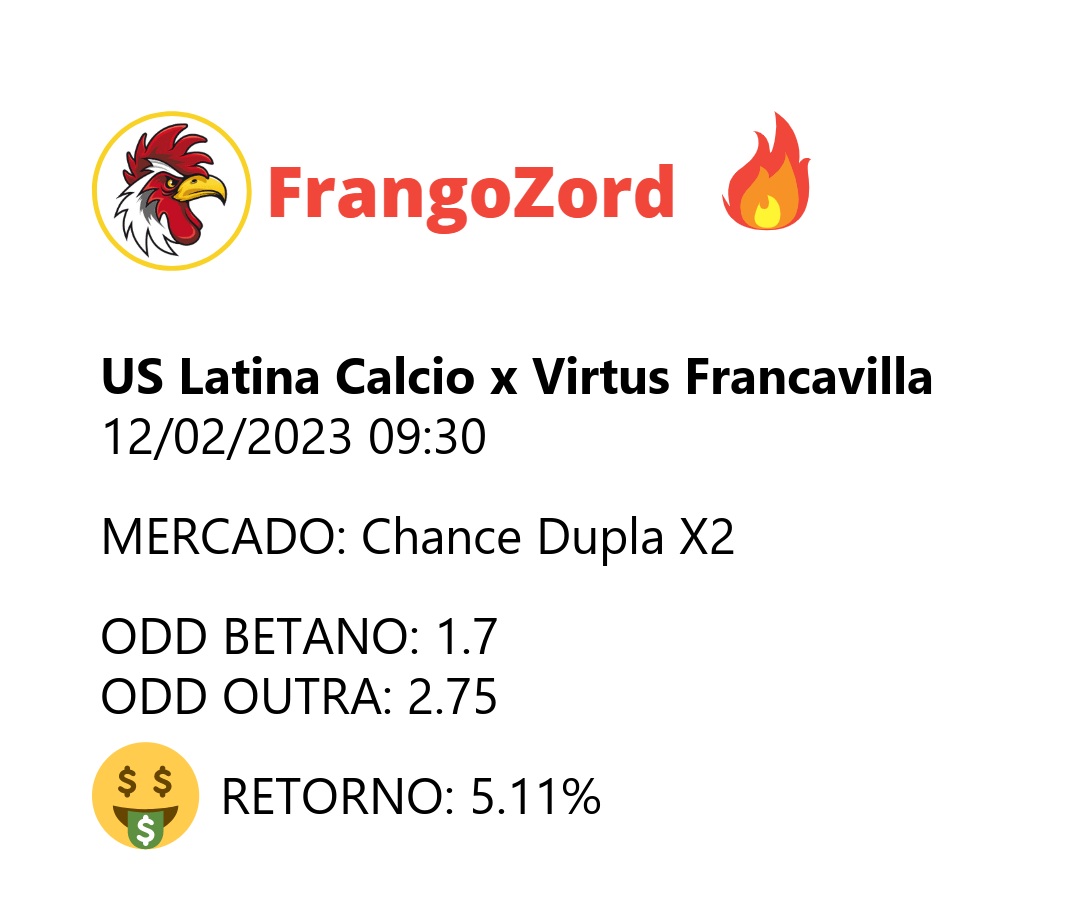 FrangoZord
US Latina Calcio x Virtus Francavilla
12/02/2023 09:30
MERCADO: Chance Dupla X2
ODD BETANO: 1.7
ODD OUTRA: 2.75
$ $
$
RETORNO: 5.11%